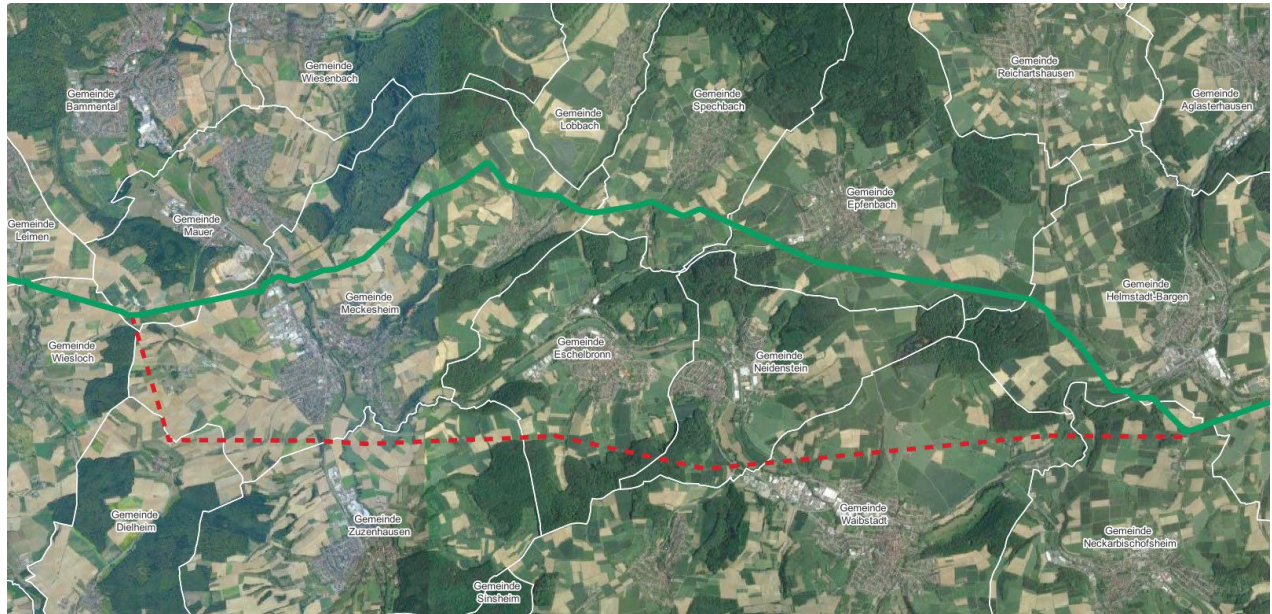 Gemeinde
Bammental
Gemeinde
Wiesenbach
Gemeinde
Lobbach
Gemeinde
Spechbach
Gemeinde
Reichartshausen
Gemeinde
Aglasterhausen
Gemeinde
Leimen
Gemeinde
Mauer
Gemeinde
Epfenbach
Gemeinde
Meckesheim
Gemeinde
Helmstadt-Bargen
Gemeinde
Wiesloch
Gemeinde
Eschelbronn
Gemeinde
Neidenstein
Gemeinde
Dielheim
Gemeinde
Zuzenhausen
Gemeinde
Waibstadt
Gemeinde
Neckarbischofsheim
Gemeinde
Sinsheim